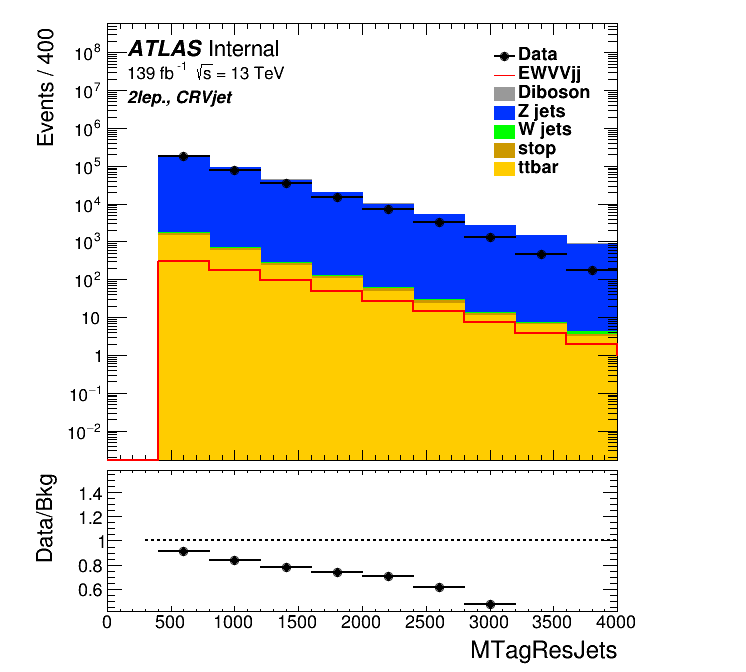 Events / 400
10⁸
10⁷
10⁶
10⁵
10⁴
10³
10²
10
1
10⁻¹
10⁻²
ATLAS Internal
139 fb⁻¹ √s = 13 TeV
2lep., CRVjet
Data
EWVVjj
Diboson
Z jets
W jets
stop
ttbar
Data/Bkg
1.4
1.2
1
0.8
0.6
0 500 1000 1500 2000 2500 3000 3500 4000
MTagResJets